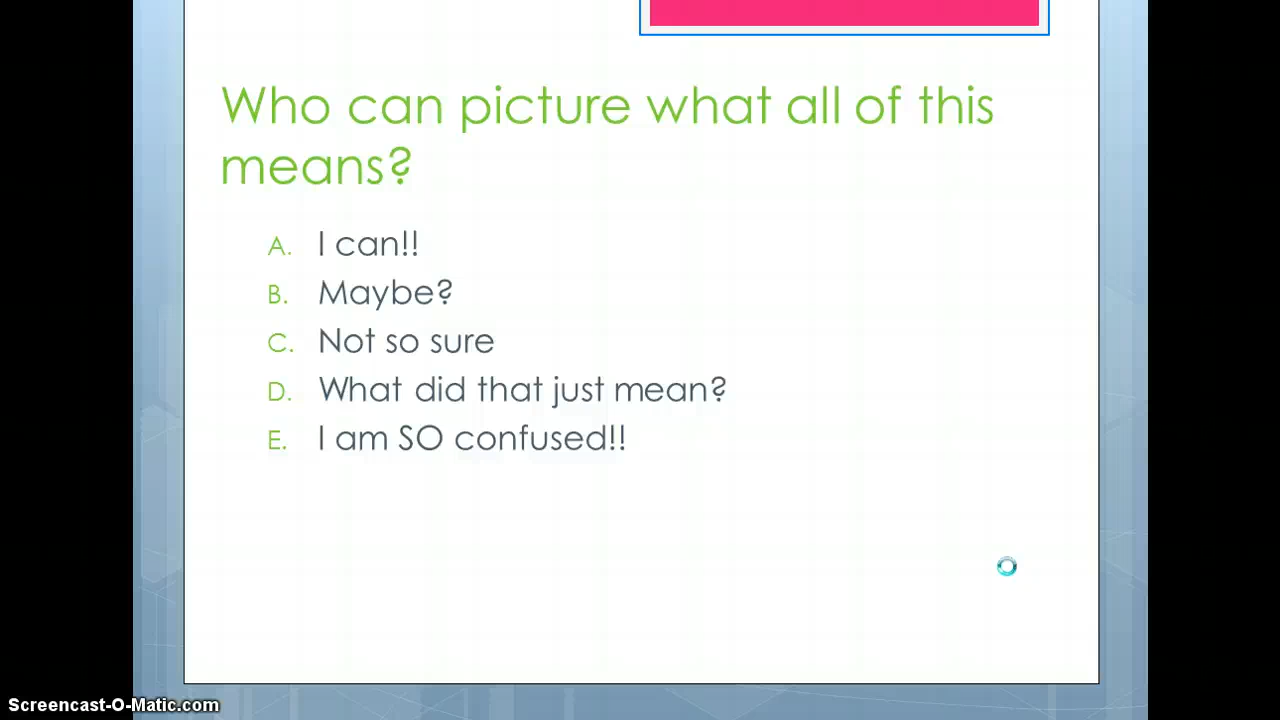 Who can picture what all of this
means?
A. I can!!
B. Maybe?
C. Not so sure
D. What did that just mean?
E. I am SO confused!!
Screencast-O-Matic.com